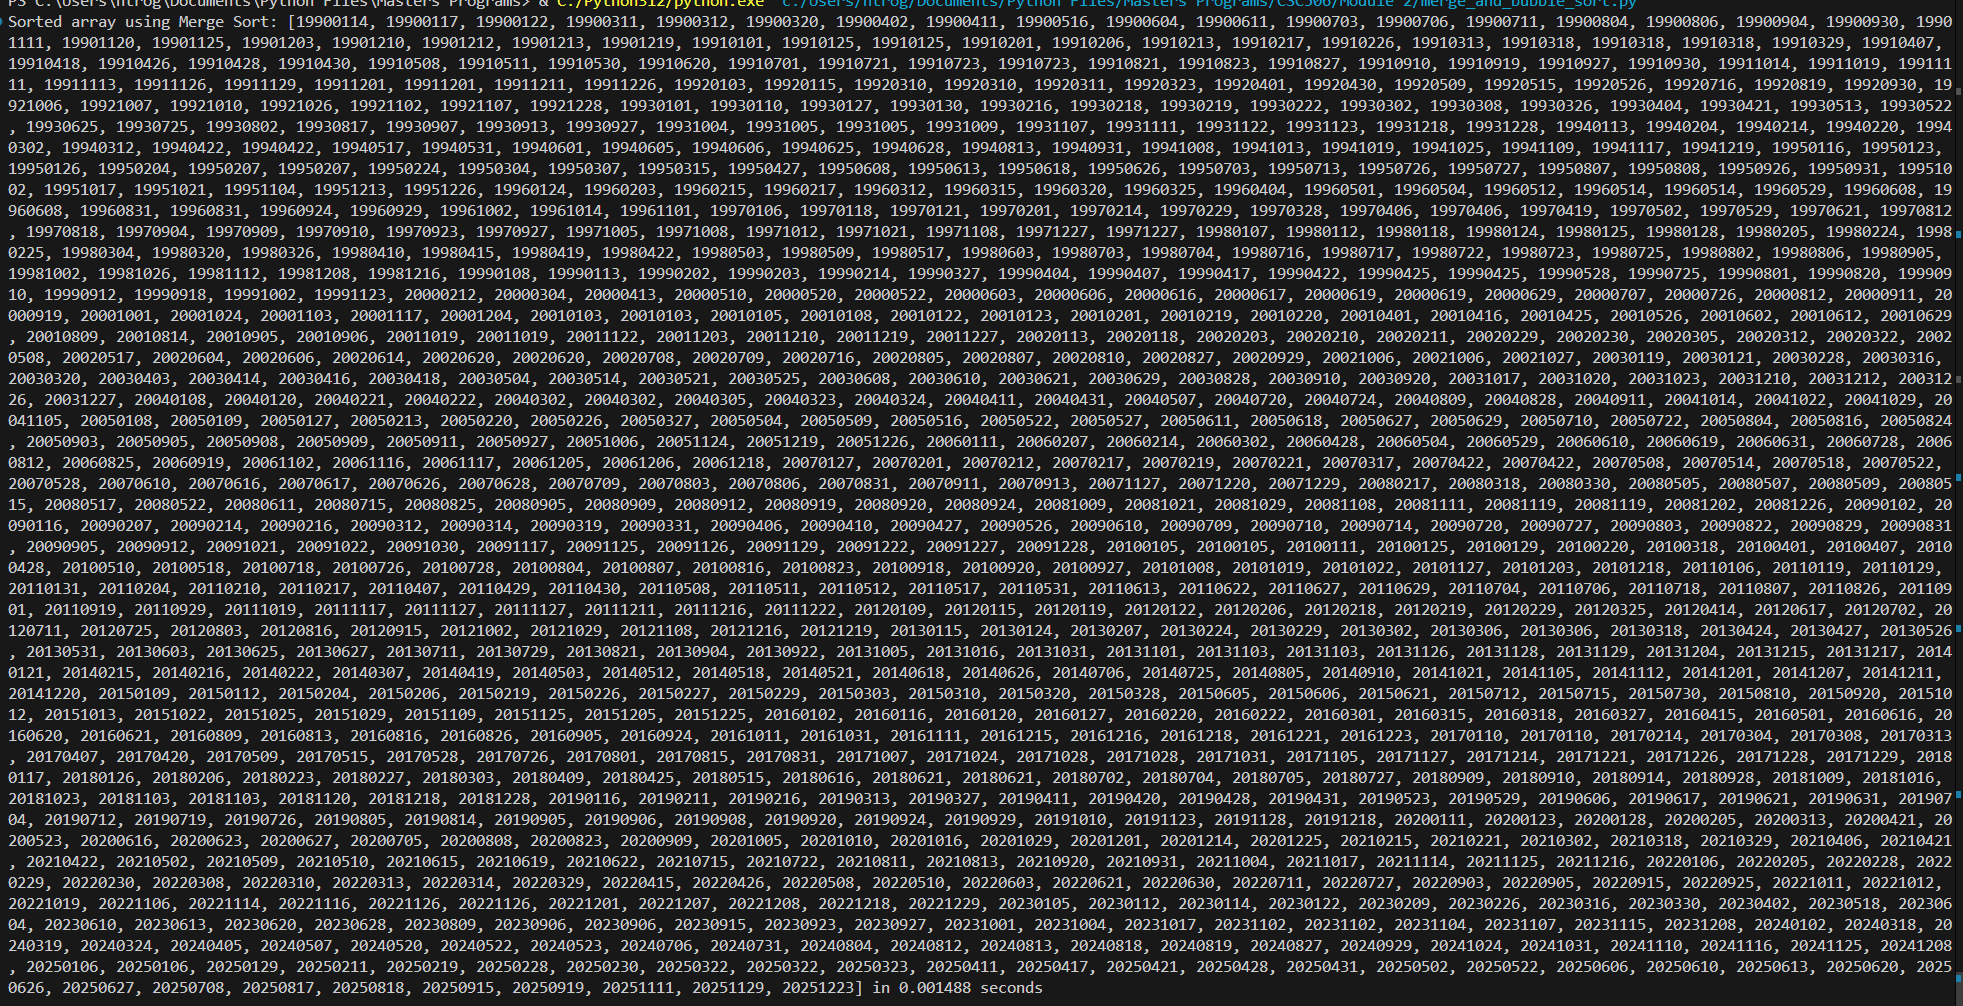 PS C:\Users\ntrog\Documents\Python Files\Masters Programs> & C:/Python312/python.exe "c:/Users/ntrog/Documents/Python Files/Masters Programs/CSC506/Module 2/merge_and_bubble_sort.py"
Sorted array using Merge Sort: [19900114, 19900117, 19900122, 19900311, 19900312, 19900320, 19900402, 19900411, 19900516, 19900604, 19900611, 19900703, 19900706, 19900711, 19900804, 19900806, 19900904, 19900930, 1990
1111, 19901120, 19901125, 19901203, 19901210, 19901212, 19901213, 19901219, 19910101, 19910125, 19910125, 19910201, 19910206, 19910213, 19910217, 19910226, 19910313, 19910318, 19910318, 19910318, 19910329, 19910407,
19910418, 19910426, 19910428, 19910430, 19910508, 19910511, 19910530, 19910620, 19910701, 19910721, 19910723, 19910723, 19910821, 19910823, 19910827, 19910910, 19910919, 19910927, 19910930, 19911014, 19911019, 199111
11, 19911113, 19911126, 19911129, 19911201, 19911201, 19911211, 19911226, 19920103, 19920115, 19920310, 19920310, 19920311, 19920323, 19920401, 19920430, 19920509, 19920515, 19920526, 19920716, 19920819, 19920930, 19
921006, 19921007, 19921010, 19921026, 19921102, 19921107, 19921228, 19930101, 19930110, 19930127, 19930130, 19930216, 19930218, 19930219, 19930222, 19930302, 19930308, 19930326, 19930404, 19930421, 19930513, 19930522
, 19930625, 19930725, 19930802, 19930817, 19930907, 19930913, 19930927, 19931004, 19931005, 19931005, 19931009, 19931107, 19931111, 19931122, 19931123, 19931218, 19931228, 19940113, 19940204, 19940214, 19940220, 1994
0302, 19940312, 19940422, 19940422, 19940517, 19940531, 19940601, 19940605, 19940606, 19940625, 19940628, 19940813, 19940931, 19941008, 19941013, 19941019, 19941025, 19941109, 19941117, 19941219, 19950116, 19950123,
19950126, 19950204, 19950207, 19950207, 19950224, 19950304, 19950307, 19950315, 19950427, 19950608, 19950613, 19950618, 19950626, 19950703, 19950713, 19950726, 19950727, 19950807, 19950808, 19950926, 19950931, 199510
02, 19951017, 19951021, 19951104, 19951213, 19951226, 19960124, 19960203, 19960215, 19960217, 19960312, 19960315, 19960320, 19960325, 19960404, 19960501, 19960504, 19960512, 19960514, 19960514, 19960529, 19960608, 19
960608, 19960831, 19960831, 19960924, 19960929, 19961002, 19961014, 19961101, 19970106, 19970118, 19970121, 19970201, 19970214, 19970229, 19970328, 19970406, 19970406, 19970419, 19970502, 19970529, 19970621, 19970812
, 19970818, 19970904, 19970909, 19970910, 19970923, 19970927, 19971005, 19971008, 19971012, 19971021, 19971108, 19971227, 19971227, 19980107, 19980112, 19980118, 19980124, 19980125, 19980128, 19980205, 19980224, 1998
0225, 19980304, 19980320, 19980326, 19980410, 19980415, 19980419, 19980422, 19980503, 19980509, 19980517, 19980603, 19980703, 19980704, 19980716, 19980717, 19980722, 19980723, 19980725, 19980802, 19980806, 19980905,
19981002, 19981026, 19981112, 19981208, 19981216, 19990108, 19990113, 19990202, 19990203, 19990214, 19990327, 19990404, 19990407, 19990417, 19990422, 19990425, 19990425, 19990528, 19990725, 19990801, 19990820, 199909
10, 19990912, 19990918, 19991002, 19991123, 20000212, 20000304, 20000413, 20000510, 20000520, 20000522, 20000603, 20000606, 20000616, 20000617, 20000619, 20000619, 20000629, 20000707, 20000726, 20000812, 20000911, 20
000919, 20001001, 20001024, 20001103, 20001117, 20001204, 20010103, 20010103, 20010105, 20010108, 20010122, 20010123, 20010201, 20010219, 20010220, 20010401, 20010416, 20010425, 20010526, 20010602, 20010612, 20010629
, 20010809, 20010814, 20010905, 20010906, 20011019, 20011019, 20011122, 20011203, 20011210, 20011219, 20011227, 20020113, 20020118, 20020203, 20020210, 20020211, 20020229, 20020230, 20020305, 20020312, 20020322, 2002
0508, 20020517, 20020604, 20020606, 20020614, 20020620, 20020620, 20020708, 20020709, 20020716, 20020805, 20020807, 20020810, 20020827, 20020929, 20021006, 20021006, 20021027, 20030119, 20030121, 20030228, 20030316,
20030320, 20030403, 20030414, 20030416, 20030418, 20030504, 20030514, 20030521, 20030525, 20030608, 20030610, 20030621, 20030629, 20030828, 20030910, 20030920, 20031017, 20031020, 20031023, 20031210, 20031212, 200312
26, 20031227, 20040108, 20040120, 20040221, 20040222, 20040302, 20040302, 20040305, 20040323, 20040324, 20040411, 20040431, 20040507, 20040720, 20040724, 20040809, 20040828, 20040911, 20041014, 20041022, 20041029, 20
041105, 20050108, 20050109, 20050127, 20050213, 20050220, 20050226, 20050327, 20050504, 20050509, 20050516, 20050522, 20050527, 20050611, 20050618, 20050627, 20050629, 20050710, 20050722, 20050804, 20050816, 20050824
, 20050903, 20050905, 20050908, 20050909, 20050911, 20050927, 20051006, 20051124, 20051219, 20051226, 20060111, 20060207, 20060214, 20060302, 20060428, 20060504, 20060529, 20060610, 20060619, 20060631, 20060728, 2006
0812, 20060825, 20060919, 20061102, 20061116, 20061117, 20061205, 20061206, 20061218, 20070127, 20070201, 20070212, 20070217, 20070219, 20070221, 20070317, 20070422, 20070422, 20070508, 20070514, 20070518, 20070522,
20070528, 20070610, 20070616, 20070617, 20070626, 20070628, 20070709, 20070803, 20070806, 20070831, 20070911, 20070913, 20071127, 20071220, 20071229, 20080217, 20080318, 20080330, 20080505, 20080507, 20080509, 200805
15, 20080517, 20080522, 20080611, 20080715, 20080825, 20080905, 20080909, 20080912, 20080919, 20080920, 20080924, 20081009, 20081021, 20081029, 20081108, 20081111, 20081119, 20081119, 20081202, 20081226, 20090102, 20
090116, 20090207, 20090214, 20090216, 20090312, 20090314, 20090319, 20090331, 20090406, 20090410, 20090427, 20090526, 20090610, 20090709, 20090710, 20090714, 20090720, 20090727, 20090803, 20090822, 20090829, 20090831
, 20090905, 20090912, 20091021, 20091022, 20091030, 20091117, 20091125, 20091126, 20091129, 20091222, 20091227, 20091228, 20100105, 20100105, 20100111, 20100125, 20100129, 20100220, 20100318, 20100401, 20100407, 2010
0428, 20100510, 20100518, 20100718, 20100726, 20100728, 20100804, 20100807, 20100816, 20100823, 20100918, 20100920, 20100927, 20101008, 20101019, 20101022, 20101127, 20101203, 20101218, 20110106, 20110119, 20110129,
20110131, 20110204, 20110210, 20110217, 20110407, 20110429, 20110430, 20110508, 20110511, 20110512, 20110517, 20110531, 20110613, 20110622, 20110627, 20110629, 20110704, 20110706, 20110718, 20110807, 20110826, 201109
01, 20110919, 20110929, 20111019, 20111117, 20111127, 20111127, 20111211, 20111216, 20111222, 20120109, 20120115, 20120119, 20120122, 20120206, 20120218, 20120219, 20120229, 20120325, 20120414, 20120617, 20120702, 20
120711, 20120725, 20120803, 20120816, 20120915, 20121002, 20121029, 20121108, 20121216, 20121219, 20130115, 20130124, 20130207, 20130224, 20130229, 20130302, 20130306, 20130306, 20130318, 20130424, 20130427, 20130526
, 20130531, 20130603, 20130625, 20130627, 20130711, 20130729, 20130821, 20130904, 20130922, 20131005, 20131016, 20131031, 20131101, 20131103, 20131103, 20131126, 20131128, 20131129, 20131204, 20131215, 20131217, 2014
0121, 20140215, 20140216, 20140222, 20140307, 20140419, 20140503, 20140512, 20140518, 20140521, 20140618, 20140626, 20140706, 20140725, 20140805, 20140910, 20141021, 20141105, 20141112, 20141201, 20141207, 20141211,
20141220, 20150109, 20150112, 20150204, 20150206, 20150219, 20150226, 20150227, 20150229, 20150303, 20150310, 20150320, 20150328, 20150605, 20150606, 20150621, 20150712, 20150715, 20150730, 20150810, 20150920, 201510
12, 20151013, 20151022, 20151025, 20151029, 20151109, 20151125, 20151205, 20151225, 20160102, 20160116, 20160120, 20160127, 20160220, 20160222, 20160301, 20160315, 20160318, 20160327, 20160415, 20160501, 20160616, 20
160620, 20160621, 20160809, 20160813, 20160816, 20160826, 20160905, 20160924, 20161011, 20161031, 20161111, 20161215, 20161216, 20161218, 20161221, 20161223, 20170110, 20170110, 20170214, 20170304, 20170308, 20170313
, 20170407, 20170420, 20170509, 20170515, 20170528, 20170726, 20170801, 20170815, 20170831, 20171007, 20171024, 20171028, 20171028, 20171031, 20171105, 20171127, 20171214, 20171221, 20171226, 20171228, 20171229, 2018
0117, 20180126, 20180206, 20180223, 20180227, 20180303, 20180409, 20180425, 20180515, 20180616, 20180621, 20180621, 20180702, 20180704, 20180705, 20180727, 20180909, 20180910, 20180914, 20180928, 20181009, 20181016,
20181023, 20181103, 20181103, 20181120, 20181218, 20181228, 20190116, 20190211, 20190216, 20190313, 20190327, 20190411, 20190420, 20190428, 20190431, 20190523, 20190529, 20190606, 20190617, 20190621, 20190631, 201907
04, 20190712, 20190719, 20190726, 20190805, 20190814, 20190905, 20190906, 20190908, 20190920, 20190924, 20190929, 20191010, 20191123, 20191128, 20191218, 20200111, 20200123, 20200128, 20200205, 20200313, 20200421, 20
200523, 20200616, 20200623, 20200627, 20200705, 20200808, 20200823, 20200909, 20201005, 20201010, 20201016, 20201029, 20201201, 20201214, 20201225, 20210215, 20210221, 20210302, 20210318, 20210329, 20210406, 20210421
, 20210422, 20210502, 20210509, 20210510, 20210615, 20210619, 20210622, 20210715, 20210722, 20210811, 20210813, 20210920, 20210931, 20211004, 20211017, 20211114, 20211125, 20211216, 20220106, 20220205, 20220228, 2022
0229, 20220230, 20220308, 20220310, 20220313, 20220314, 20220329, 20220415, 20220426, 20220508, 20220510, 20220603, 20220621, 20220630, 20220711, 20220727, 20220903, 20220905, 20220915, 20220925, 20221011, 20221012,
20221019, 20221106, 20221114, 20221116, 20221126, 20221126, 20221201, 20221207, 20221208, 20221218, 20221229, 20230105, 20230112, 20230114, 20230122, 20230209, 20230226, 20230316, 20230330, 20230402, 20230518, 202306
04, 20230610, 20230613, 20230620, 20230628, 20230809, 20230906, 20230906, 20230915, 20230923, 20230927, 20231001, 20231004, 20231017, 20231102, 20231102, 20231104, 20231107, 20231115, 20231208, 20240102, 20240318, 20
240319, 20240324, 20240405, 20240507, 20240520, 20240522, 20240523, 20240706, 20240731, 20240804, 20240812, 20240813, 20240818, 20240819, 20240827, 20240929, 20241024, 20241031, 20241110, 20241116, 20241125, 20241208
, 20250106, 20250106, 20250129, 20250211, 20250219, 20250228, 20250230, 20250322, 20250322, 20250323, 20250411, 20250417, 20250421, 20250428, 20250431, 20250502, 20250522, 20250606, 20250610, 20250613, 20250620, 2025
0626, 20250627, 20250708, 20250817, 20250818, 20250915, 20250919, 20251111, 20251129, 20251223] in 0.001488 seconds